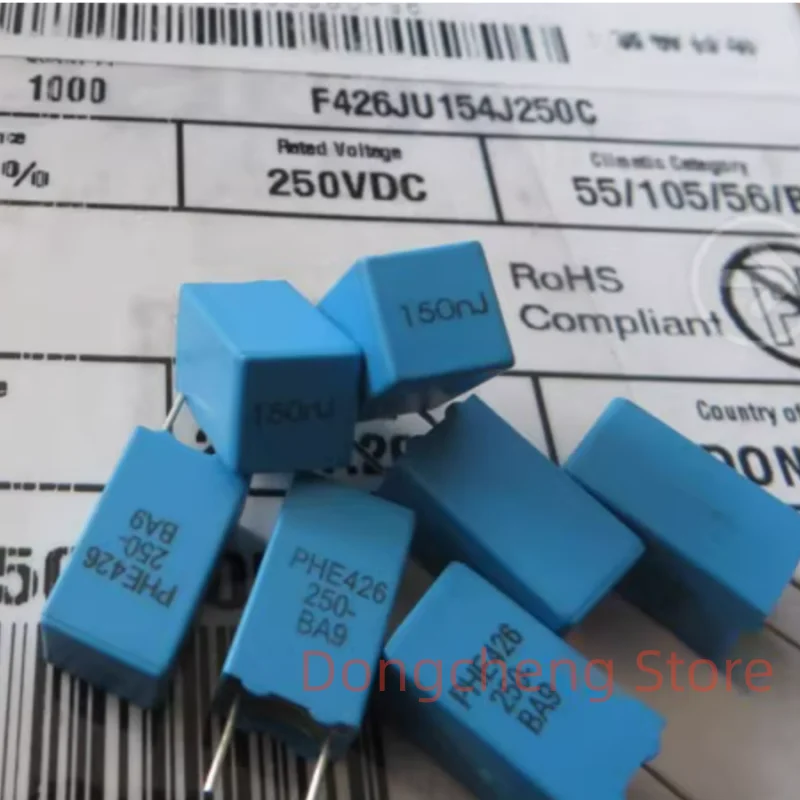 1000
F426JU154J250C
%
Rated Voltage
250VDC
Climatic Category
55/105/56/B
RoHS
Compliant
150nJ
150nJ
Country of
PHE426
250-
BA9
PHE426
250-
BA9
PHE426
250-
BA9
Dongcheng Store